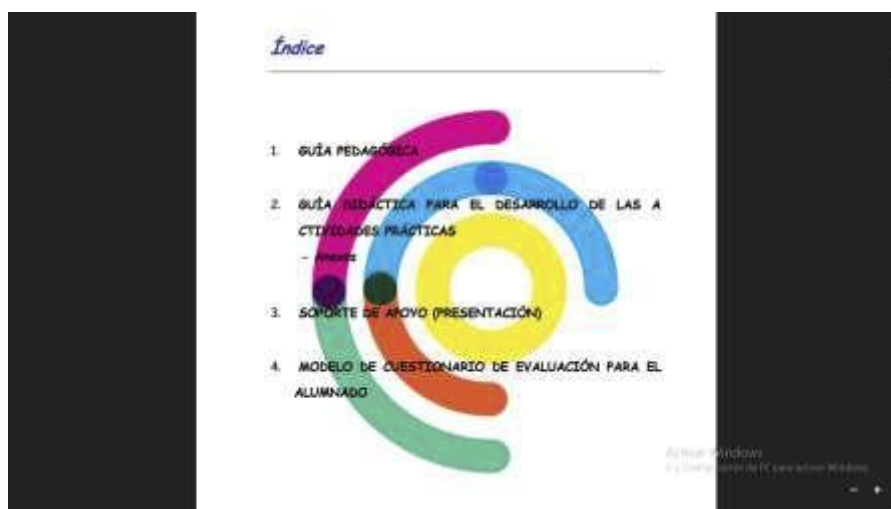 Índice
1. GUÍA PEDAGÓGICA
2. GUÍA DIDÁCTICA PARA EL DESARROLLO DE LAS A
CTIVIDADES PRÁCTICAS
3. SOPORTE DE APOYO (PRESENTACIÓN)
4. MODELO DE CUESTIONARIO DE EVALUACIÓN PARA EL
ALUMNADO
Activar Windows